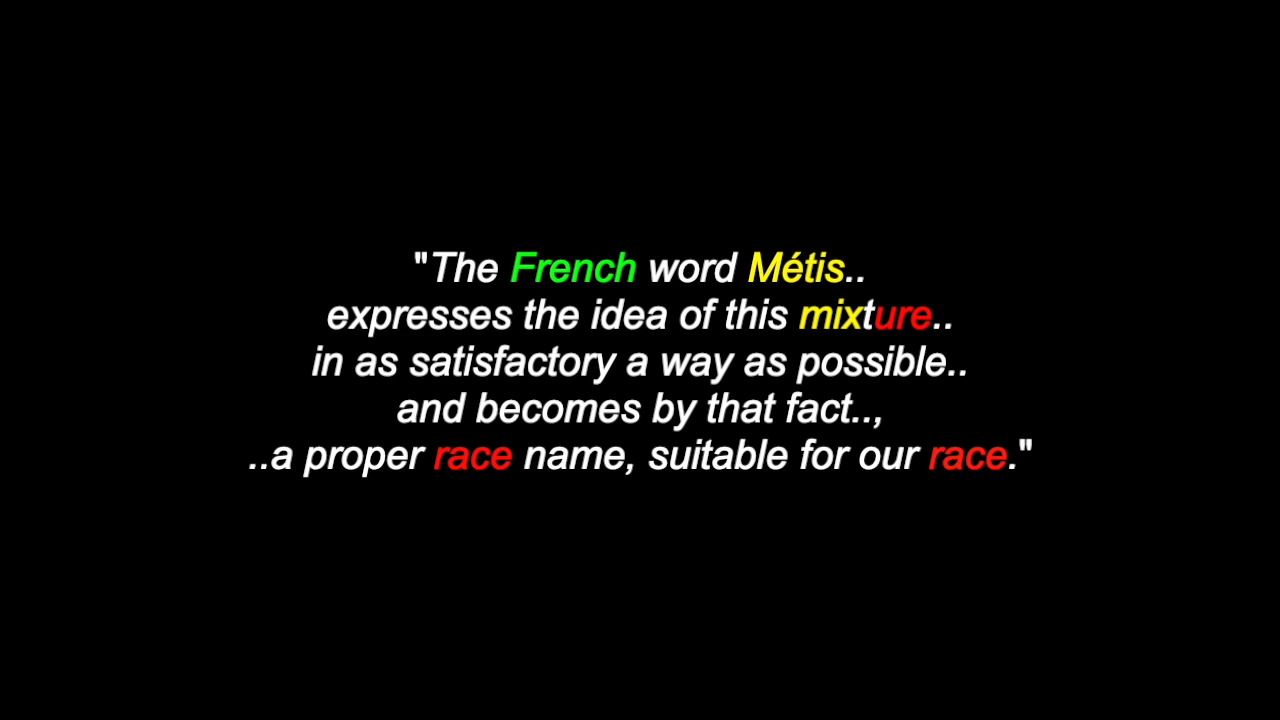 "The French word Métis..
expresses the idea of this mixture..
in as satisfactory a way as possible..
and becomes by that fact..,
..a proper race name, suitable for our race."